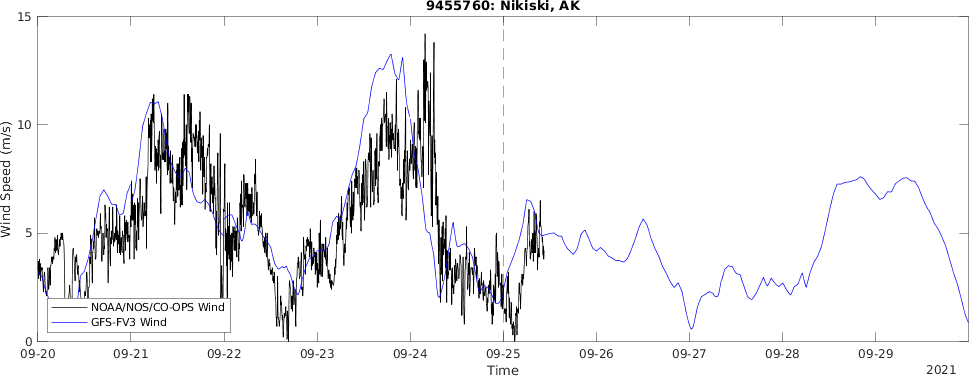 9455760: Nikiski, AK
15
10
5
0
Wind Speed (m/s)
NOAA/NOS/CO-OPS Wind
GFS-FV3 Wind
09-20 09-21 09-22 09-23 09-24 09-25 09-26 09-27 09-28 09-29
Time
2021